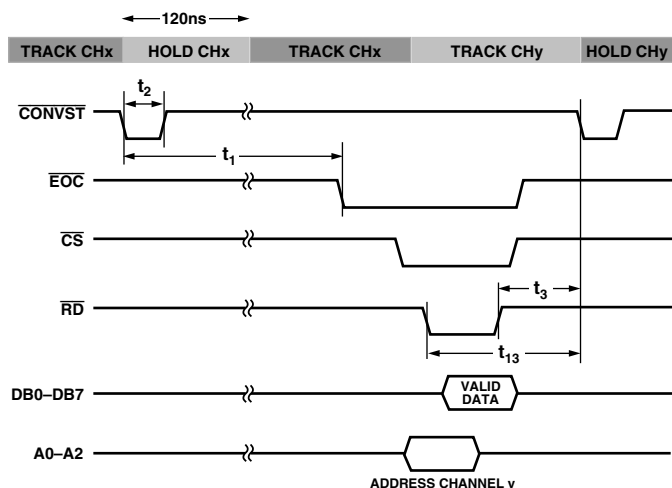 120ns
TRACK CHx HOLD CHx TRACK CHx TRACK CHy HOLD CHy
t2
CONVST
t1
EOC
CS
t3
RD
t13
DB0–DB7
VALID
DATA
A0–A2
ADDRESS CHANNEL y